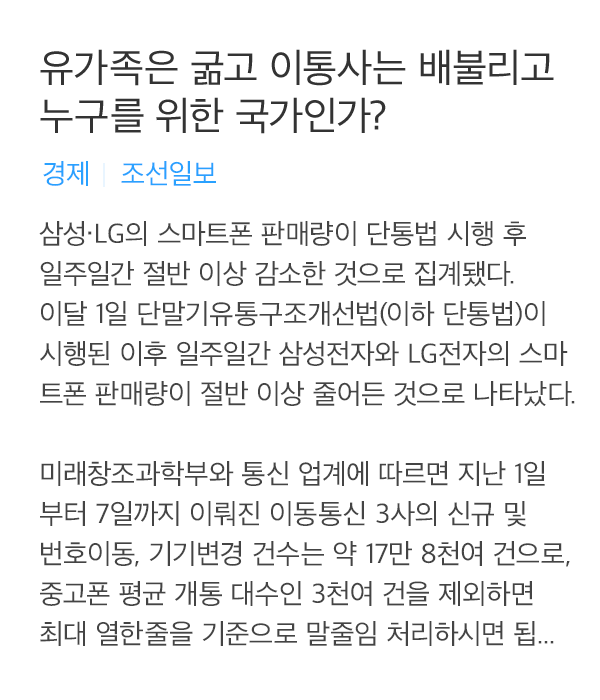 유가족은 굶고 이통사는 배불리고
누구를 위한 국가인가?
경제 | 조선일보
삼성·LG의 스마트폰 판매량이 단통법 시행 후
일주일간 절반 이상 감소한 것으로 집계됐다.
이달 1일 단말기유통구조개선법(이하 단통법)이
시행된 이후 일주일간 삼성전자와 LG전자의 스마
트폰 판매량이 절반 이상 줄어든 것으로 나타났다.
미래창조과학부와 통신 업계에 따르면 지난 1일
부터 7일까지 이뤄진 이동통신 3사의 신규 및
번호이동, 기기변경 건수는 약 17만 8천여 건으로,
중고폰 평균 개통 대수인 3천여 건을 제외하면
최대 열한줄을 기준으로 말줄임 처리하시면 됩...